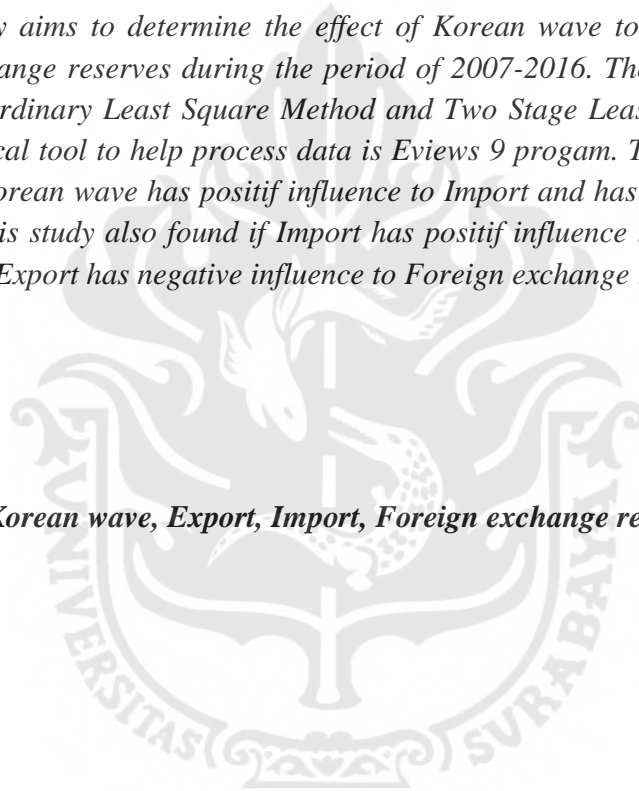 y aims to determine the effect of Korean wave to
ange reserves during the period of 2007-2016. The
rdinary Least Square Method and Two Stage Leas
cal tool to help process data is Eviews 9 progam. T
orean wave has positif influence to Import and has
is study also found if Import has positif influence
Export has negative influence to Foreign exchange
Korean wave, Export, Import, Foreign exchange re
UNIVERSITAS SURABAYA